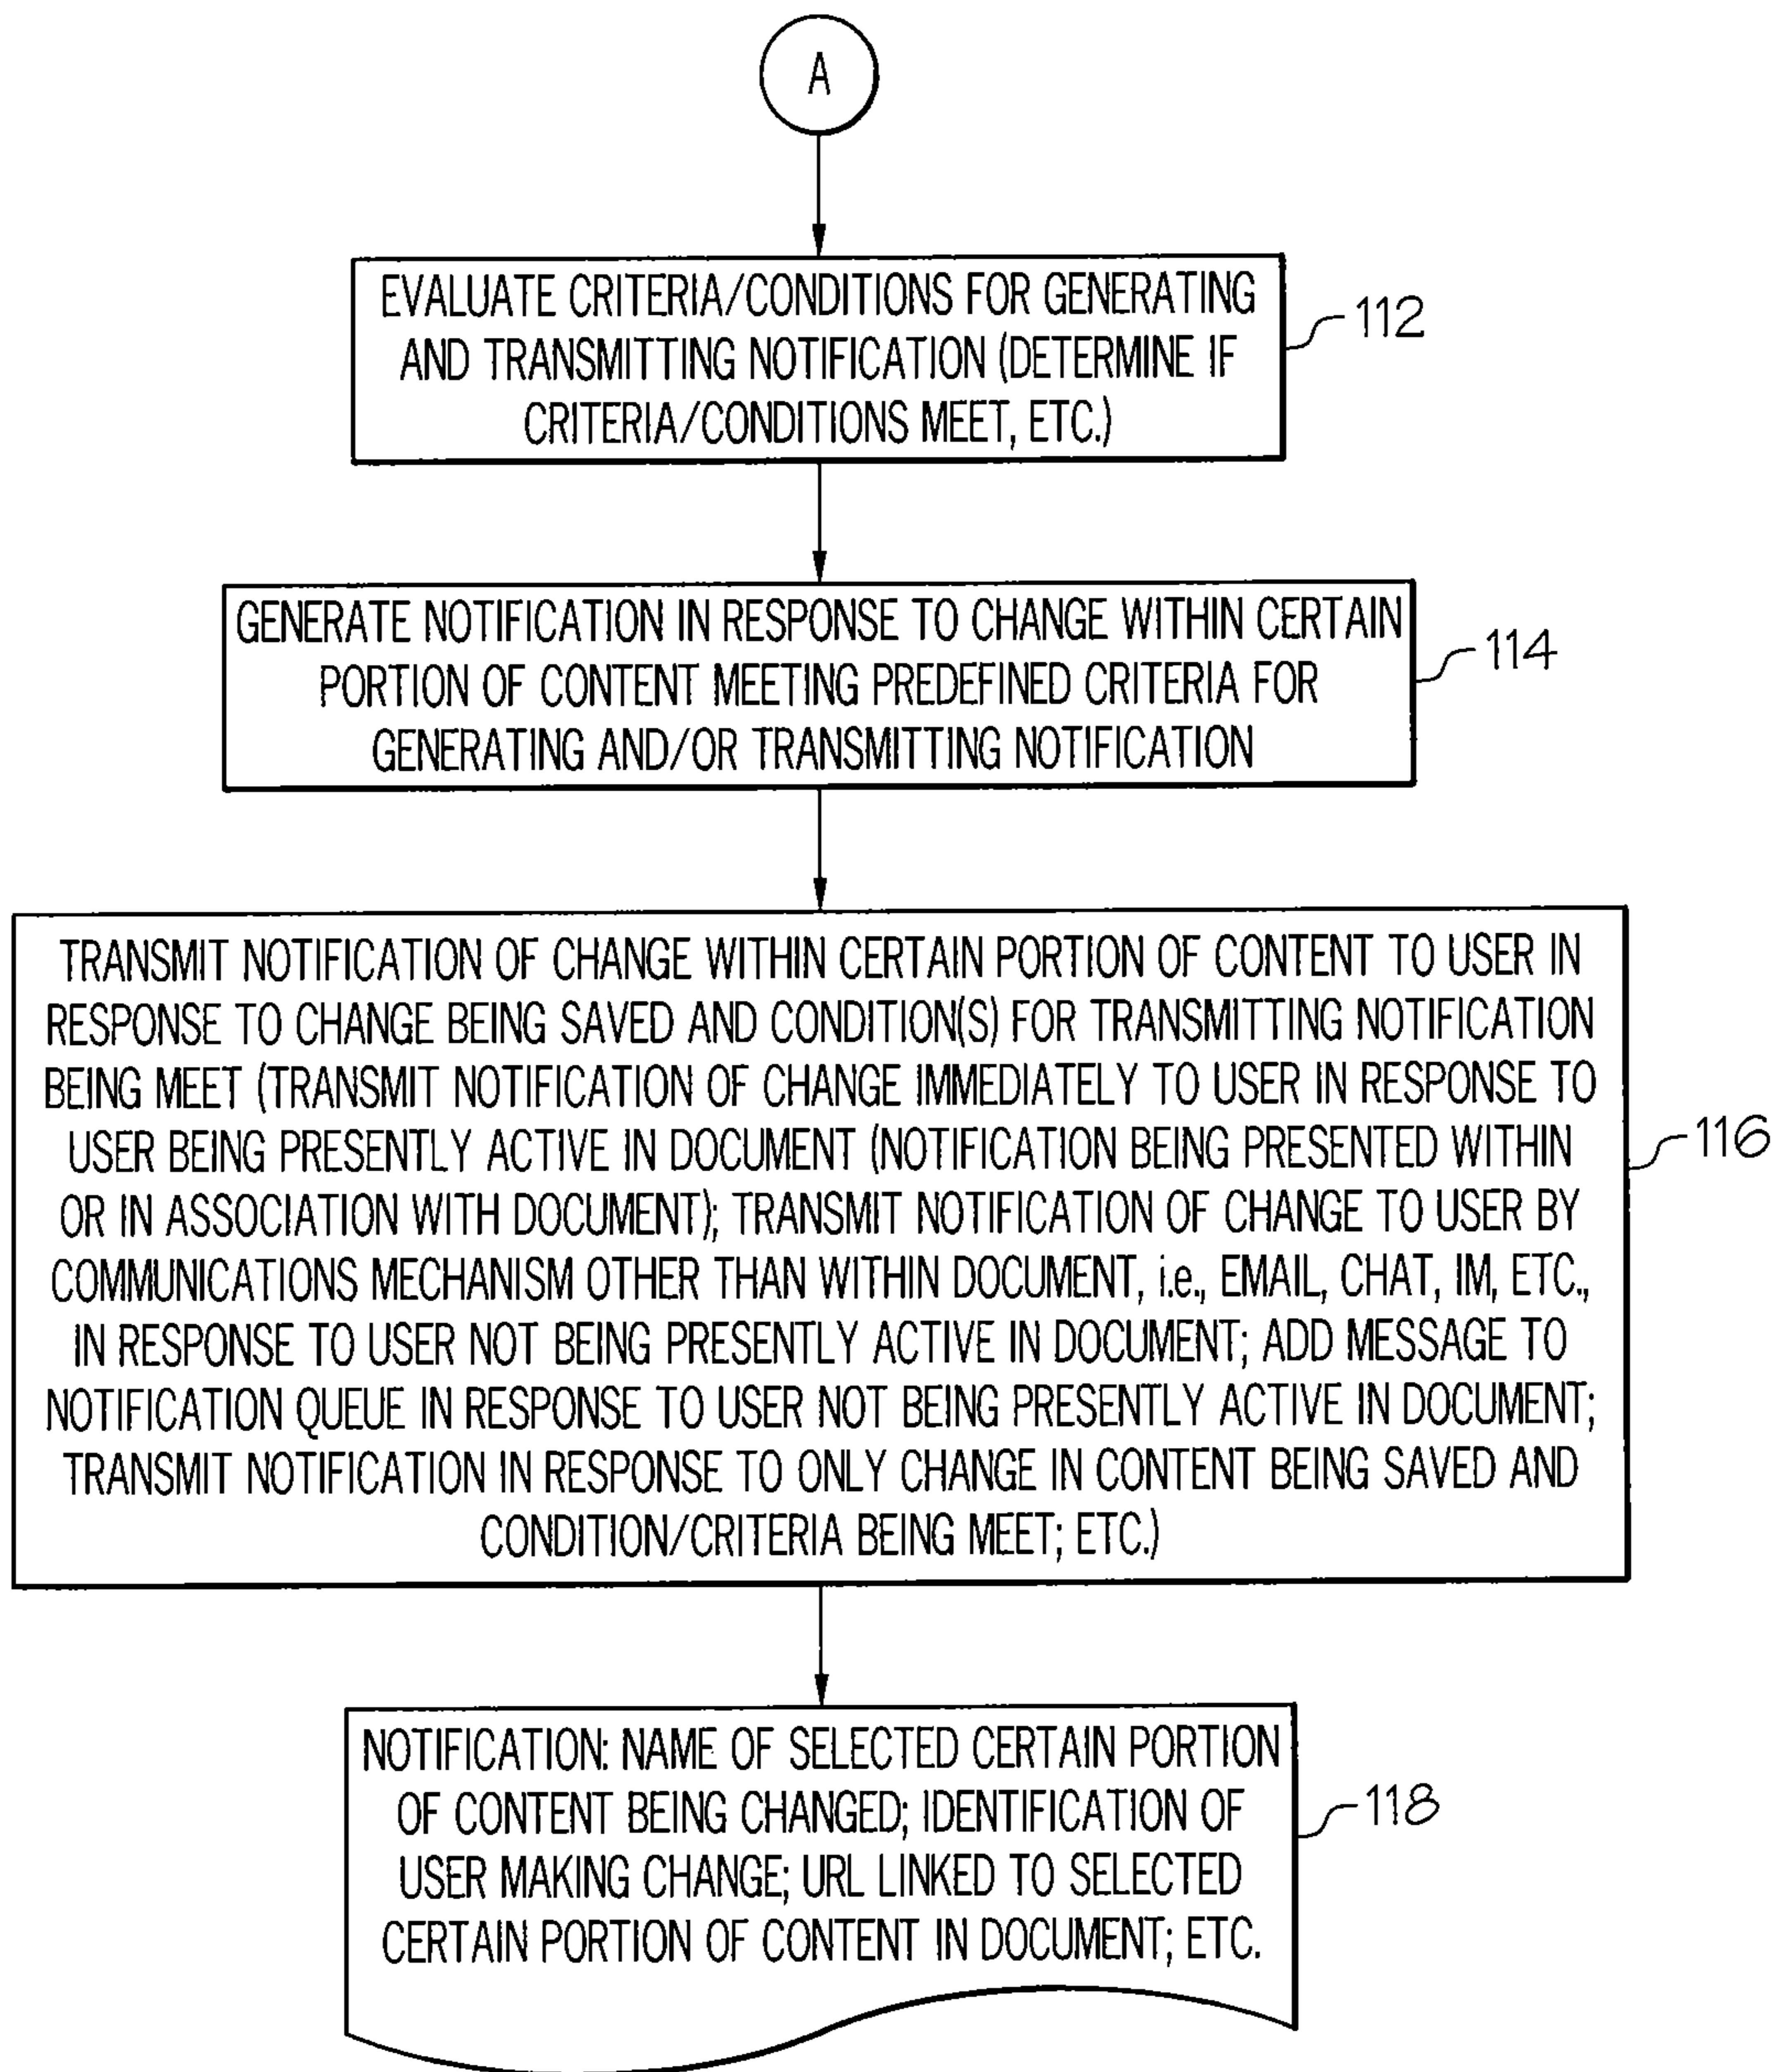 A
EVALUATE CRITERIA/CONDITIONS FOR GENERATING
AND TRANSMITTING NOTIFICATION (DETERMINE IF
CRITERIA/CONDITIONS MEET, ETC.)
112
GENERATE NOTIFICATION IN RESPONSE TO CHANGE WITHIN CERTAIN
PORTION OF CONTENT MEETING PREDEFINED CRITERIA FOR
GENERATING AND/OR TRANSMITTING NOTIFICATION
114
TRANSMIT NOTIFICATION OF CHANGE WITHIN CERTAIN PORTION OF CONTENT TO USER IN
RESPONSE TO CHANGE BEING SAVED AND CONDITION(S) FOR TRANSMITTING NOTIFICATION
BEING MEET (TRANSMIT NOTIFICATION OF CHANGE IMMEDIATELY TO USER IN RESPONSE TO
USER BEING PRESENTLY ACTIVE IN DOCUMENT (NOTIFICATION BEING PRESENTED WITHIN
OR IN ASSOCIATION WITH DOCUMENT); TRANSMIT NOTIFICATION OF CHANGE TO USER BY
COMMUNICATIONS MECHANISM OTHER THAN WITHIN DOCUMENT, i.e., EMAIL, CHAT, IM, ETC.,
IN RESPONSE TO USER NOT BEING PRESENTLY ACTIVE IN DOCUMENT; ADD MESSAGE TO
NOTIFICATION QUEUE IN RESPONSE TO USER NOT BEING PRESENTLY ACTIVE IN DOCUMENT;
TRANSMIT NOTIFICATION IN RESPONSE TO ONLY CHANGE IN CONTENT BEING SAVED AND
CONDITION/CRITERIA BEING MEET; ETC.)
116
NOTIFICATION: NAME OF SELECTED CERTAIN PORTION
OF CONTENT BEING CHANGED; IDENTIFICATION OF
USER MAKING CHANGE; URL LINKED TO SELECTED
CERTAIN PORTION OF CONTENT IN DOCUMENT; ETC.
118